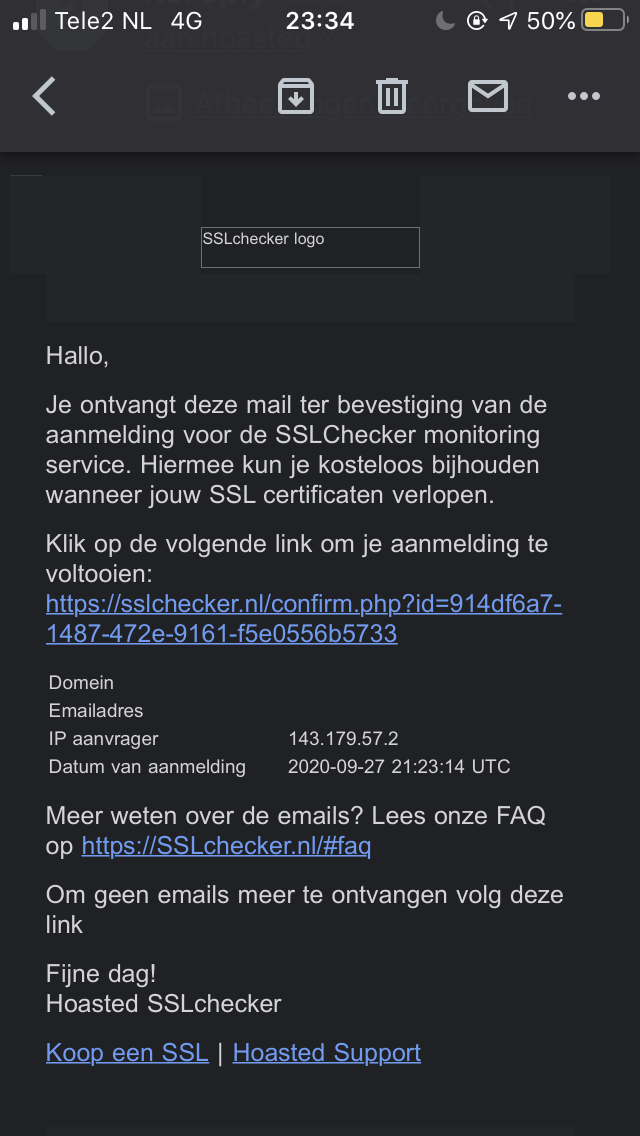 Tele2 NL 4G 23:34 50%
aan hoasted
SSLchecker logo
Hallo,
Je ontvangt deze mail ter bevestiging van de
aanmelding voor de SSLChecker monitoring
service. Hiermee kun je kosteloos bijhouden
wanneer jouw SSL certificaten verlopen.
Klik op de volgende link om je aanmelding te
voltooien:
https://sslchecker.nl/confirm.php?id=914df6a7-
1487-472e-9161-f5e0556b5733
Domein
Emailadres
IP aanvrager 143.179.57.2
Datum van aanmelding 2020-09-27 21:23:14 UTC
Meer weten over de emails? Lees onze FAQ
op https://SSLchecker.nl/#faq
Om geen emails meer te ontvangen volg deze
link
Fijne dag!
Hoasted SSLchecker
Koop een SSL | Hoasted Support